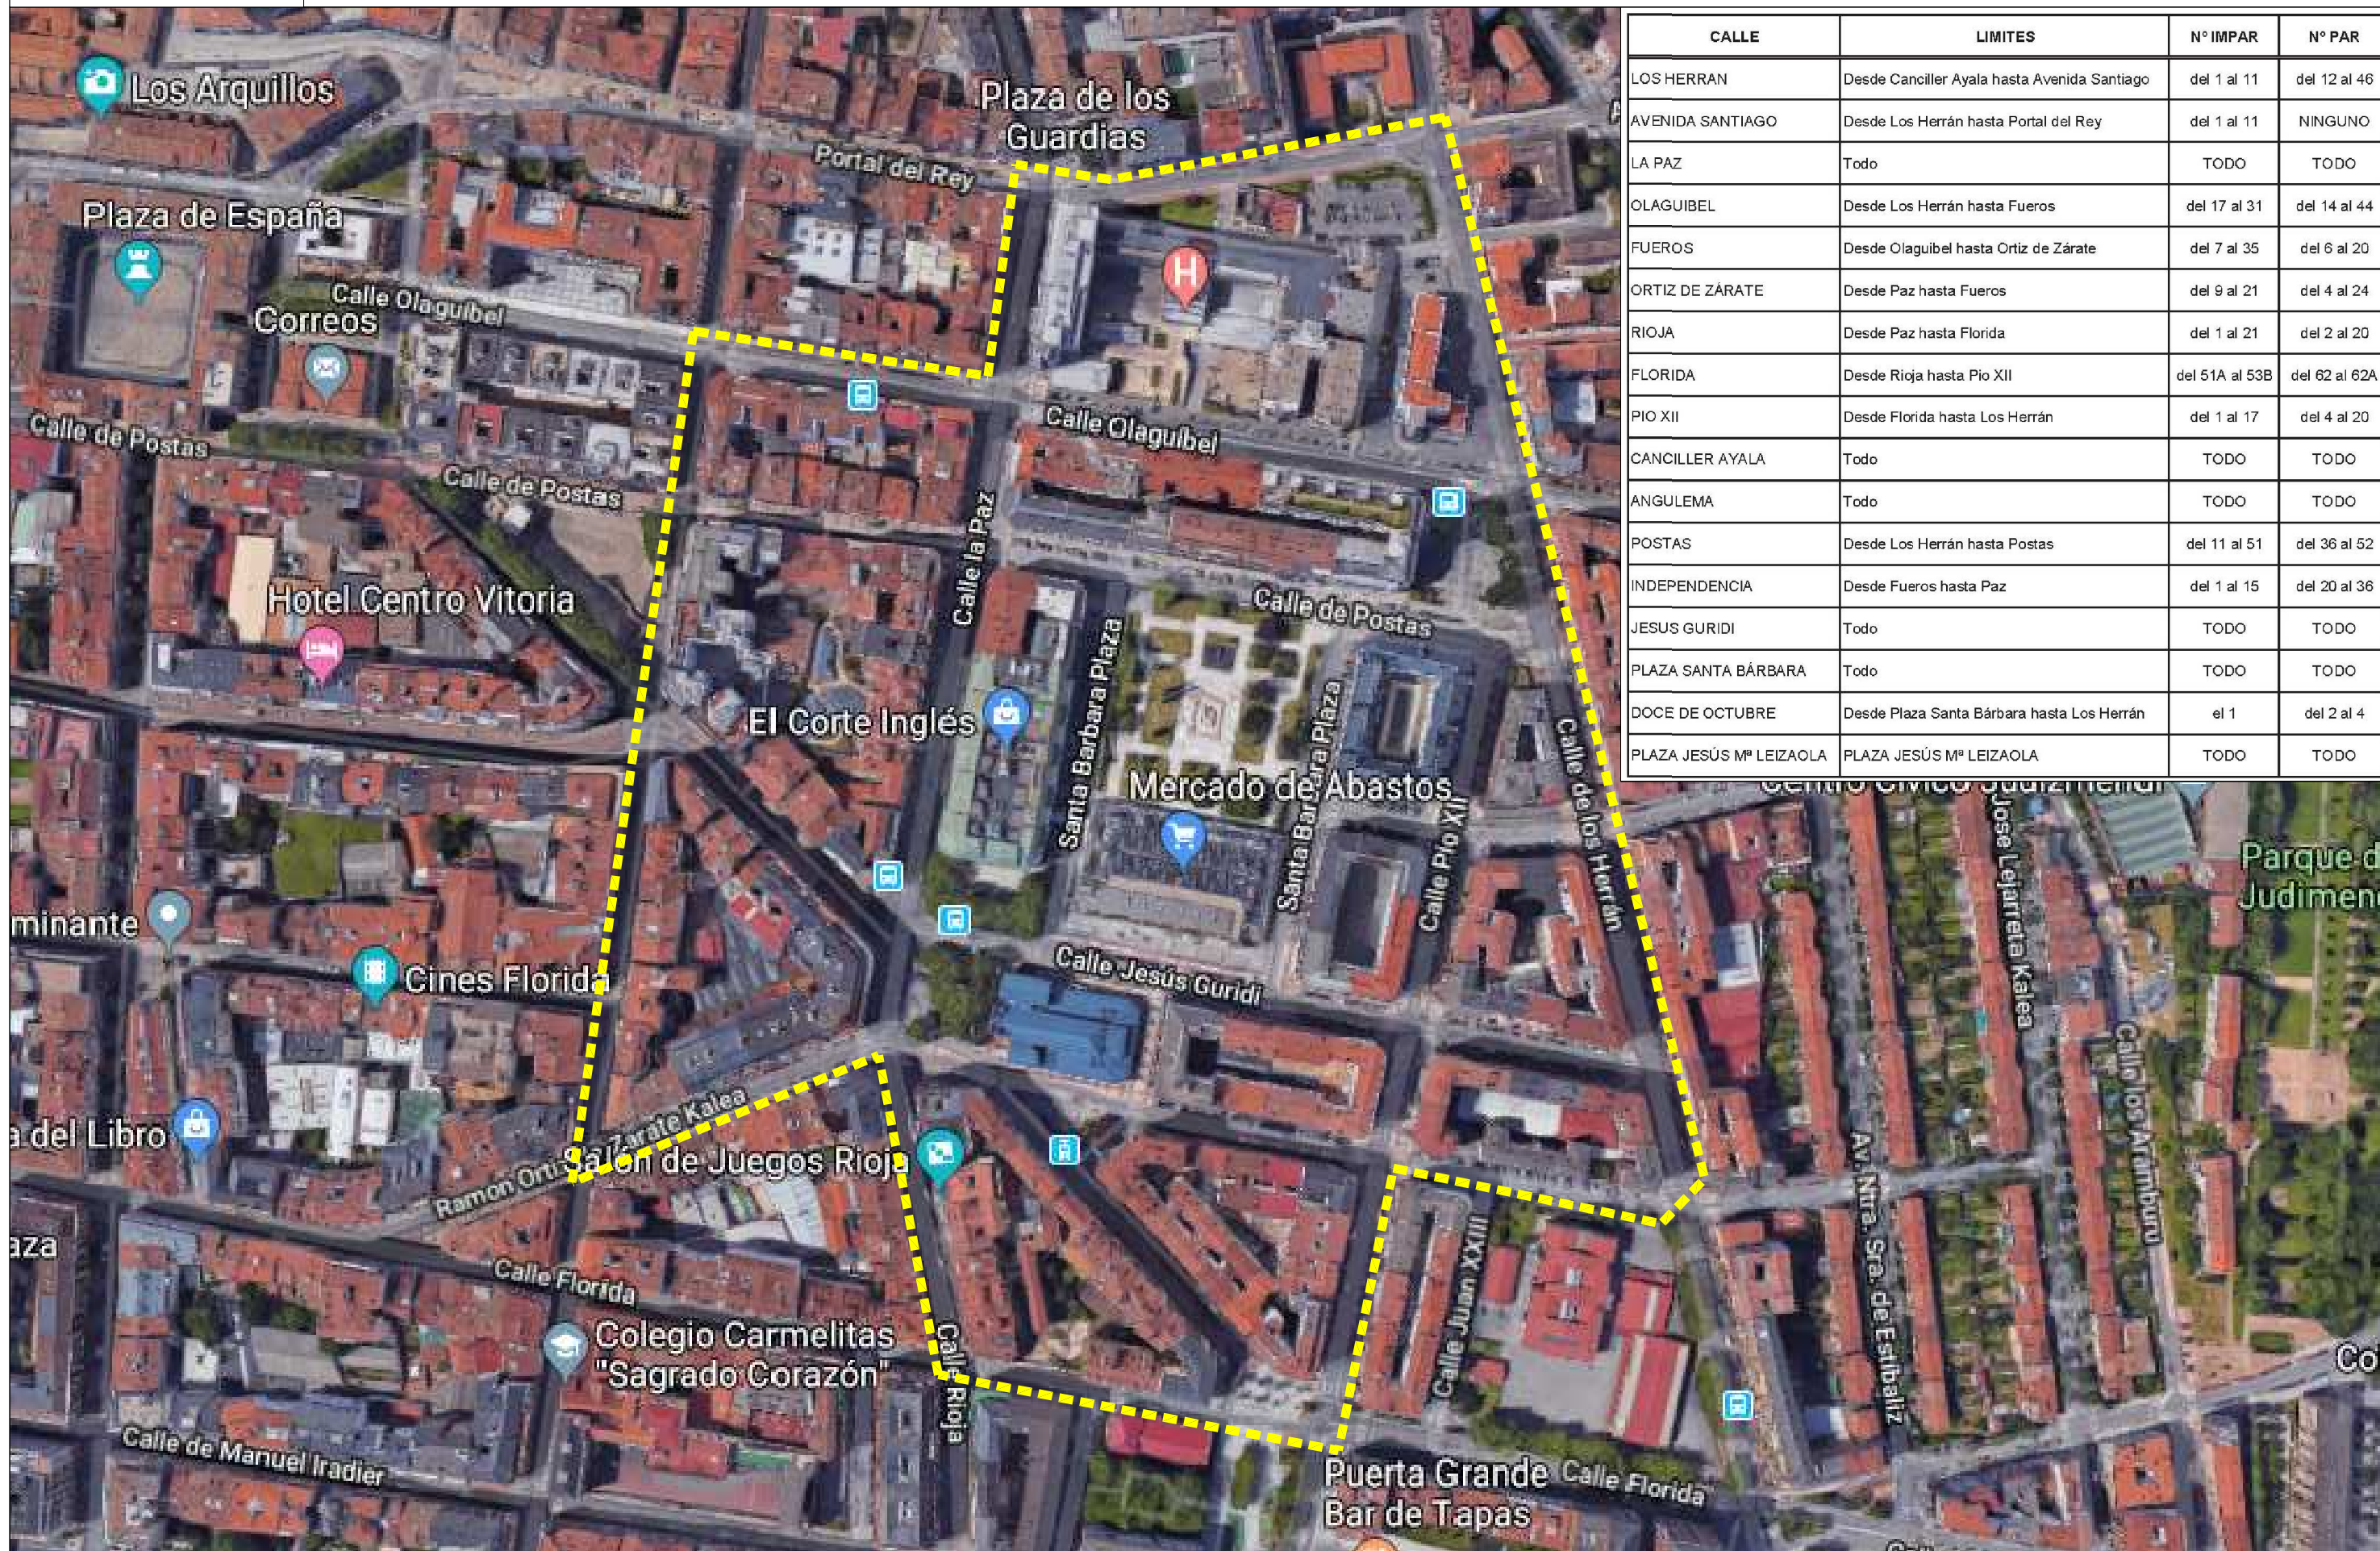 CALLE LIMITES Nº IMPAR Nº PAR
LOS HERRAN Desde Canciller Ayala hasta Avenida Santiago del 1 al 11 del 12 al 46
AVENIDA SANTIAGO Desde Los Herrán hasta Portal del Rey del 1 al 11 NINGUNO
LA PAZ Todo TODO TODO
OLAGUIBEL Desde Los Herrán hasta Fueros del 17 al 31 del 14 al 44
FUEROS Desde Olaguibel hasta Ortiz de Zárate del 7 al 35 del 6 al 20
ORTIZ DE ZÁRATE Desde Paz hasta Fueros del 9 al 21 del 4 al 24
RIOJA Desde Paz hasta Florida del 1 al 21 del 2 al 20
FLORIDA Desde Rioja hasta Pio XII del 51A al 53B del 62 al 62A
PIO XII Desde Florida hasta Los Herrán del 1 al 17 del 4 al 20
CANCILLER AYALA Todo TODO TODO
ANGULEMA Todo TODO TODO
POSTAS Desde Los Herrán hasta Postas del 11 al 51 del 36 al 52
INDEPENDENCIA Desde Fueros hasta Paz del 1 al 15 del 20 al 36
JESUS GURIDI Todo TODO TODO
PLAZA SANTA BÁRBARA Todo TODO TODO
DOCE DE OCTUBRE Desde Plaza Santa Bárbara hasta Los Herrán el 1 del 2 al 4
PLAZA JESÚS Mª LEIZAOLA PLAZA JESÚS Mª LEIZAOLA TODO TODO
Los Arquillos
Plaza de los
Guardias
Portal del Rey
Plaza de España
Calle Olaguíbel
Correos
H
Calle de Postas
Calle Olaguíbel
Calle de Postas
Calle la Paz
Hotel Centro Vitoria
Calle de Postas
El Corte Inglés
Santa Barbara Plaza
Santa Barbara Plaza
Mercado de Abastos
Calle Pio XII
Calle de los Herrán
Jose Lejarreta Kalea
Parque d
Judimen
minante
Cines Florida
Calle Jesús Guridi
Calle los Aramburu
a del Libro
Ramon Orti Zarate Kalea
Salón de Juegos Rioja
Av. Ntra. Sra. de Estíbaliz
aza
Calle Florida
Calle Juan XXIII
Colegio Carmelitas
"Sagrado Corazón"
Calle Rioja
Co
Calle de Manuel Iradier
Puerta Grande
Bar de Tapas
Calle Florida